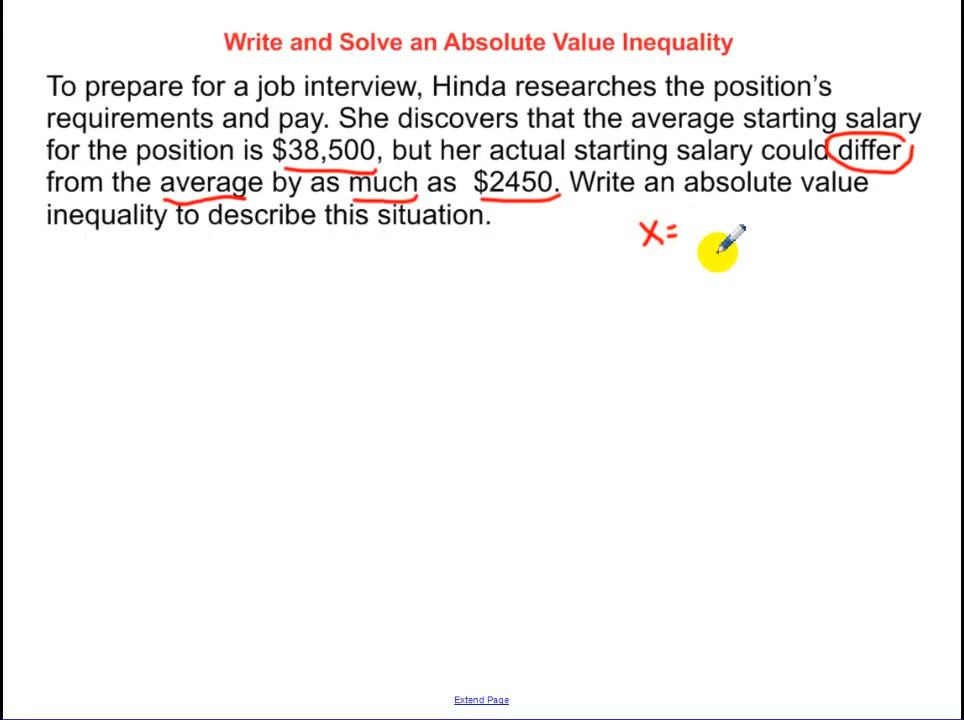 Write and Solve an Absolute Value Inequality
To prepare for a job interview, Hinda researches the position’s
requirements and pay. She discovers that the average starting salary
for the position is $38,500, but her actual starting salary could differ
from the average by as much as $2450. Write an absolute value
inequality to describe this situation.
x=
Extend Page